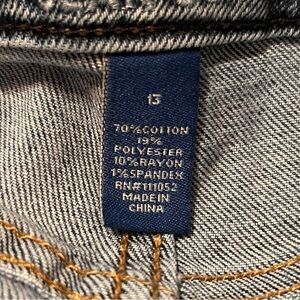 13
70%COTTON
19%
POLYESTER
10%RAYON
1%SPANDEX
RN#111052
MADE IN
CHINA